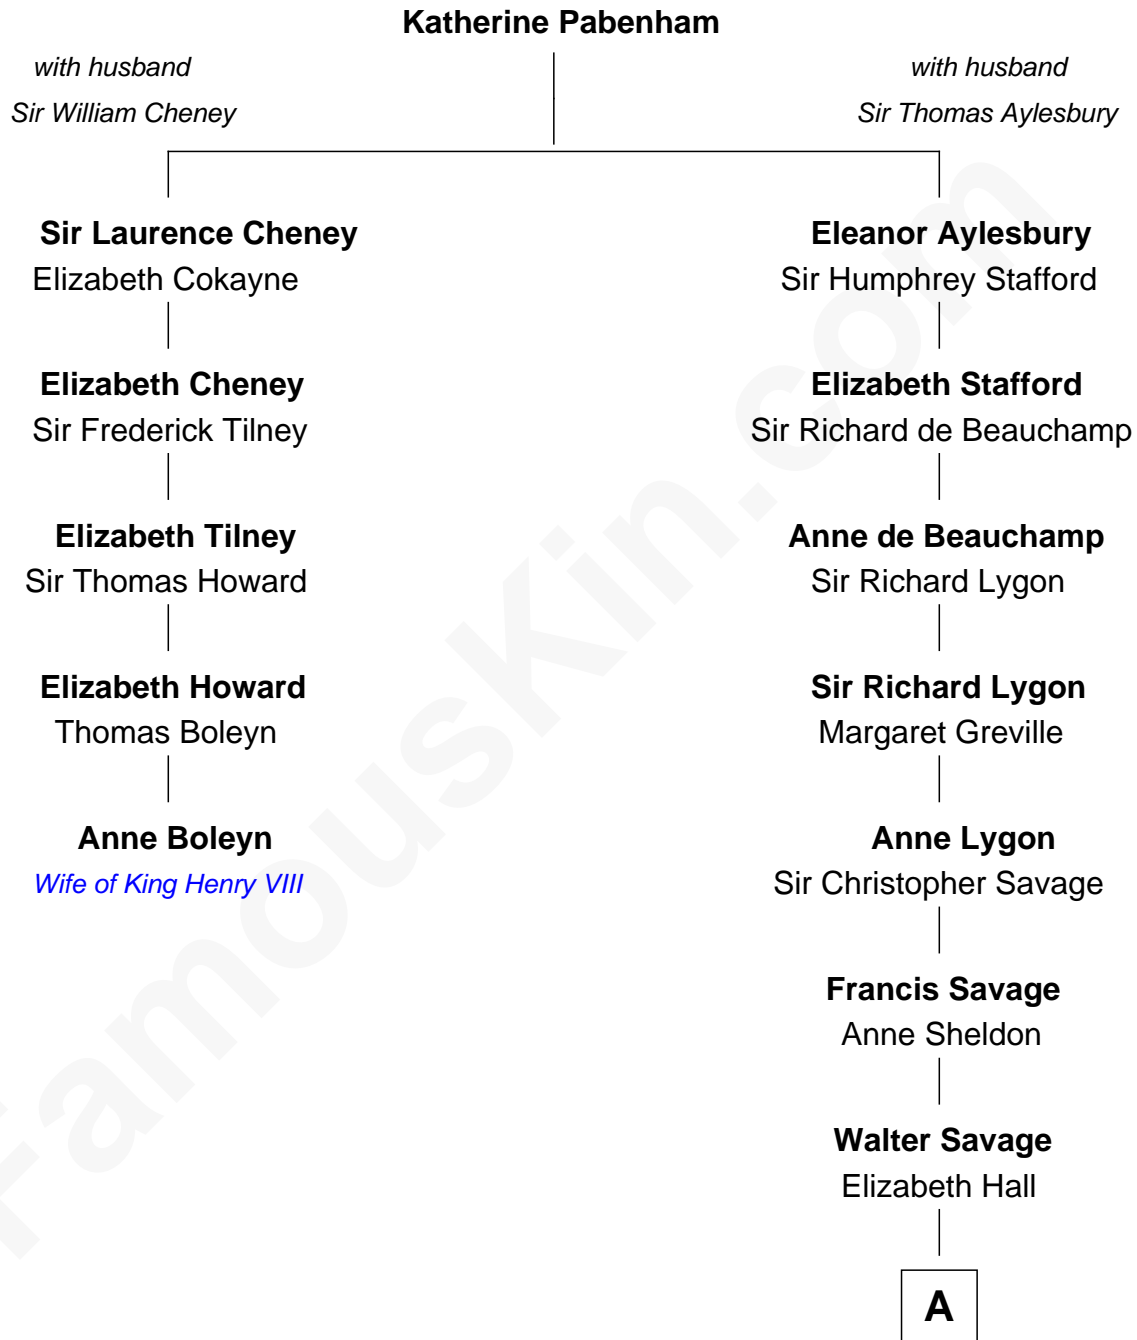 Katherine Pabenham
with husband
Sir William Cheney
with husband
Sir Thomas Aylesbury
Sir Laurence Cheney
Elizabeth Cokayne
Elizabeth Cheney
Sir Frederick Tilney
Elizabeth Tilney
Sir Thomas Howard
Elizabeth Howard
Thomas Boleyn
Anne Boleyn
Wife of King Henry VIII
Eleanor Aylesbury
Sir Humphrey Stafford
Elizabeth Stafford
Sir Richard de Beauchamp
Anne de Beauchamp
Sir Richard Lygon
Sir Richard Lygon
Margaret Greville
Anne Lygon
Sir Christopher Savage
Francis Savage
Anne Sheldon
Walter Savage
Elizabeth Hall
A
FamousKin.com